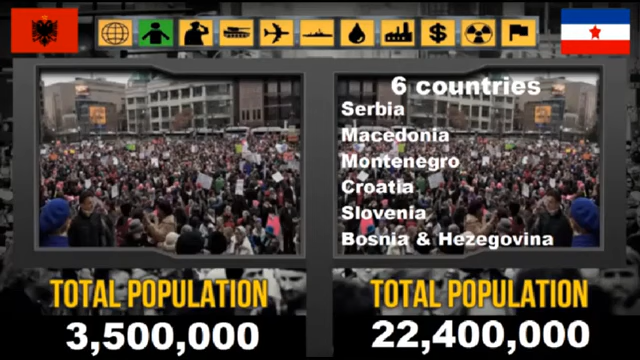 6 countries
Serbia
Macedonia
Montenegro
Croatia
Slovenia
Bosnia & Hezegovina
TOTAL POPULATION
3,500,000
TOTAL POPULATION
22,400,000